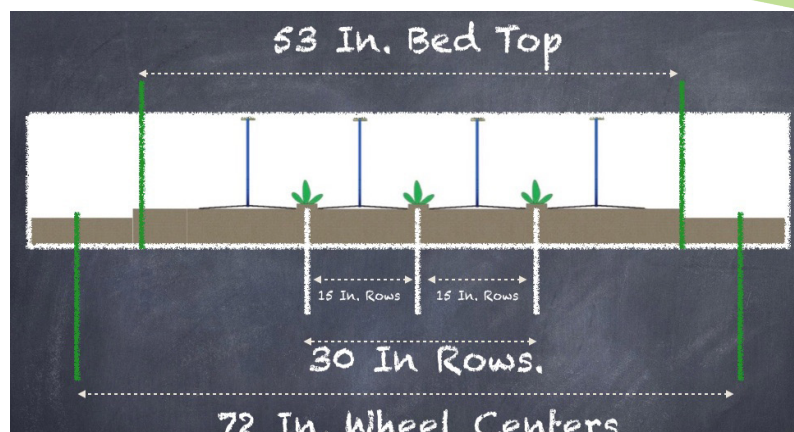 53 In. Bed Top
15 In. Rows
15 In. Rows
30 In Rows.
72 In. Wheel Centers